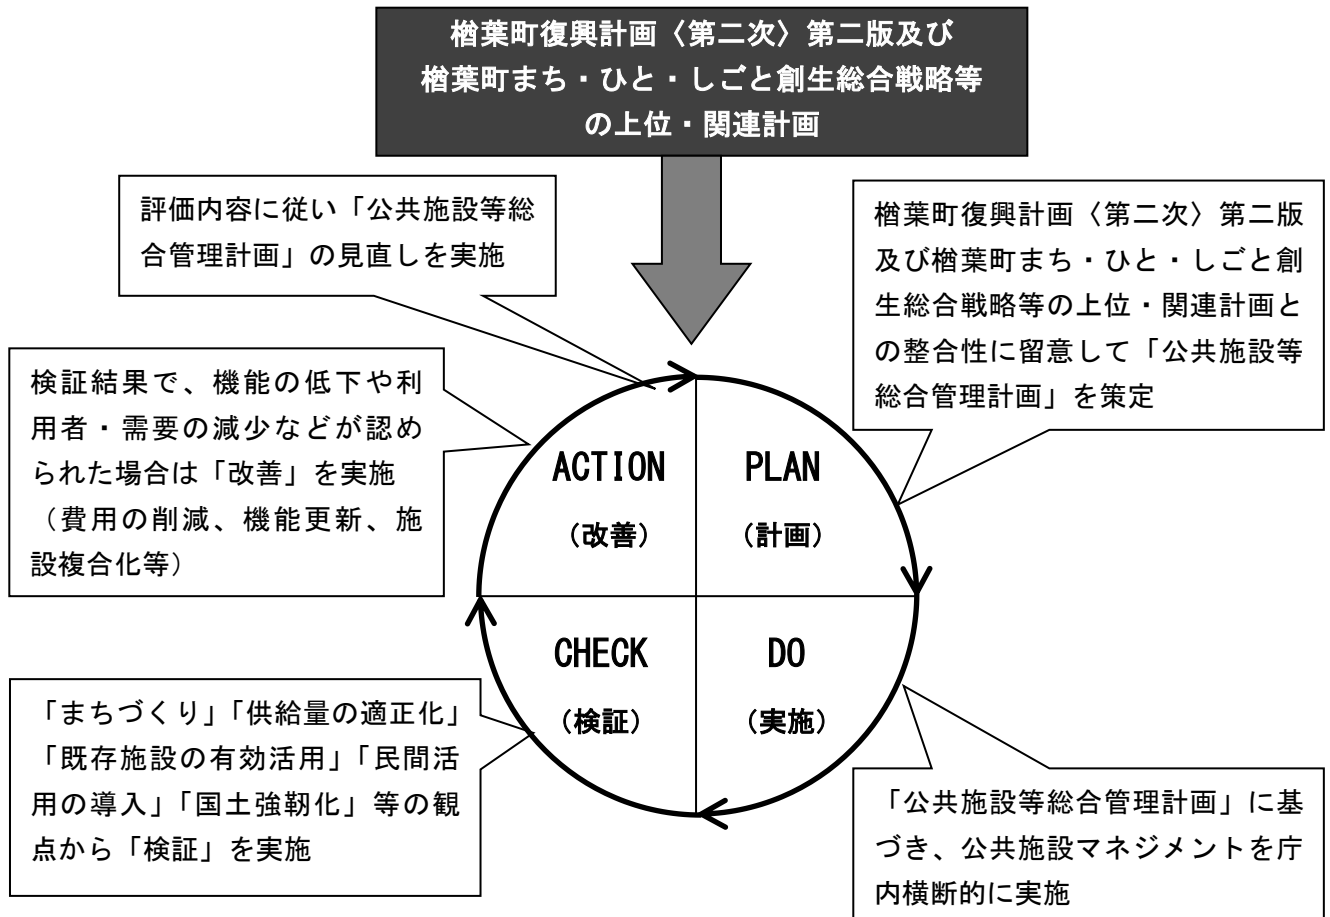 楢葉町復興計画〈第二次〉第二版及び
楢葉町まち・ひと・しごと創生総合戦略等
の上位・関連計画
評価内容に従い「公共施設等総
合管理計画」の見直しを実施
楢葉町復興計画〈第二次〉第二版
及び楢葉町まち・ひと・しごと創
生総合戦略等の上位・関連計画と
の整合性に留意して「公共施設等
総合管理計画」を策定
検証結果で、機能の低下や利
用者・需要の減少などが認め
られた場合は「改善」を実施
（費用の削減、機能更新、施
設複合化等）
ACTION
（改善）
PLAN
（計画）
CHECK
（検証）
DO
（実施）
「まちづくり」「供給量の適正化」
「既存施設の有効活用」「民間活
用の導入」「国土強靭化」等の観
点から「検証」を実施
「公共施設等総合管理計画」に基
づき、公共施設マネジメントを庁
内横断的に実施